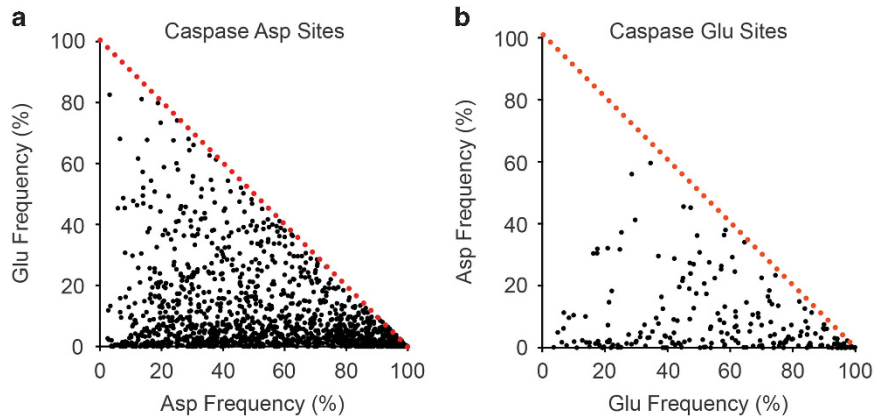 a
Caspase Asp Sites
100
80
60
40
20
0
Glu Frequency (%)
0 20 40 60 80 100
Asp Frequency (%)
b
Caspase Glu Sites
100
80
60
40
20
0
Asp Frequency (%)
0 20 40 60 80 100
Glu Frequency (%)